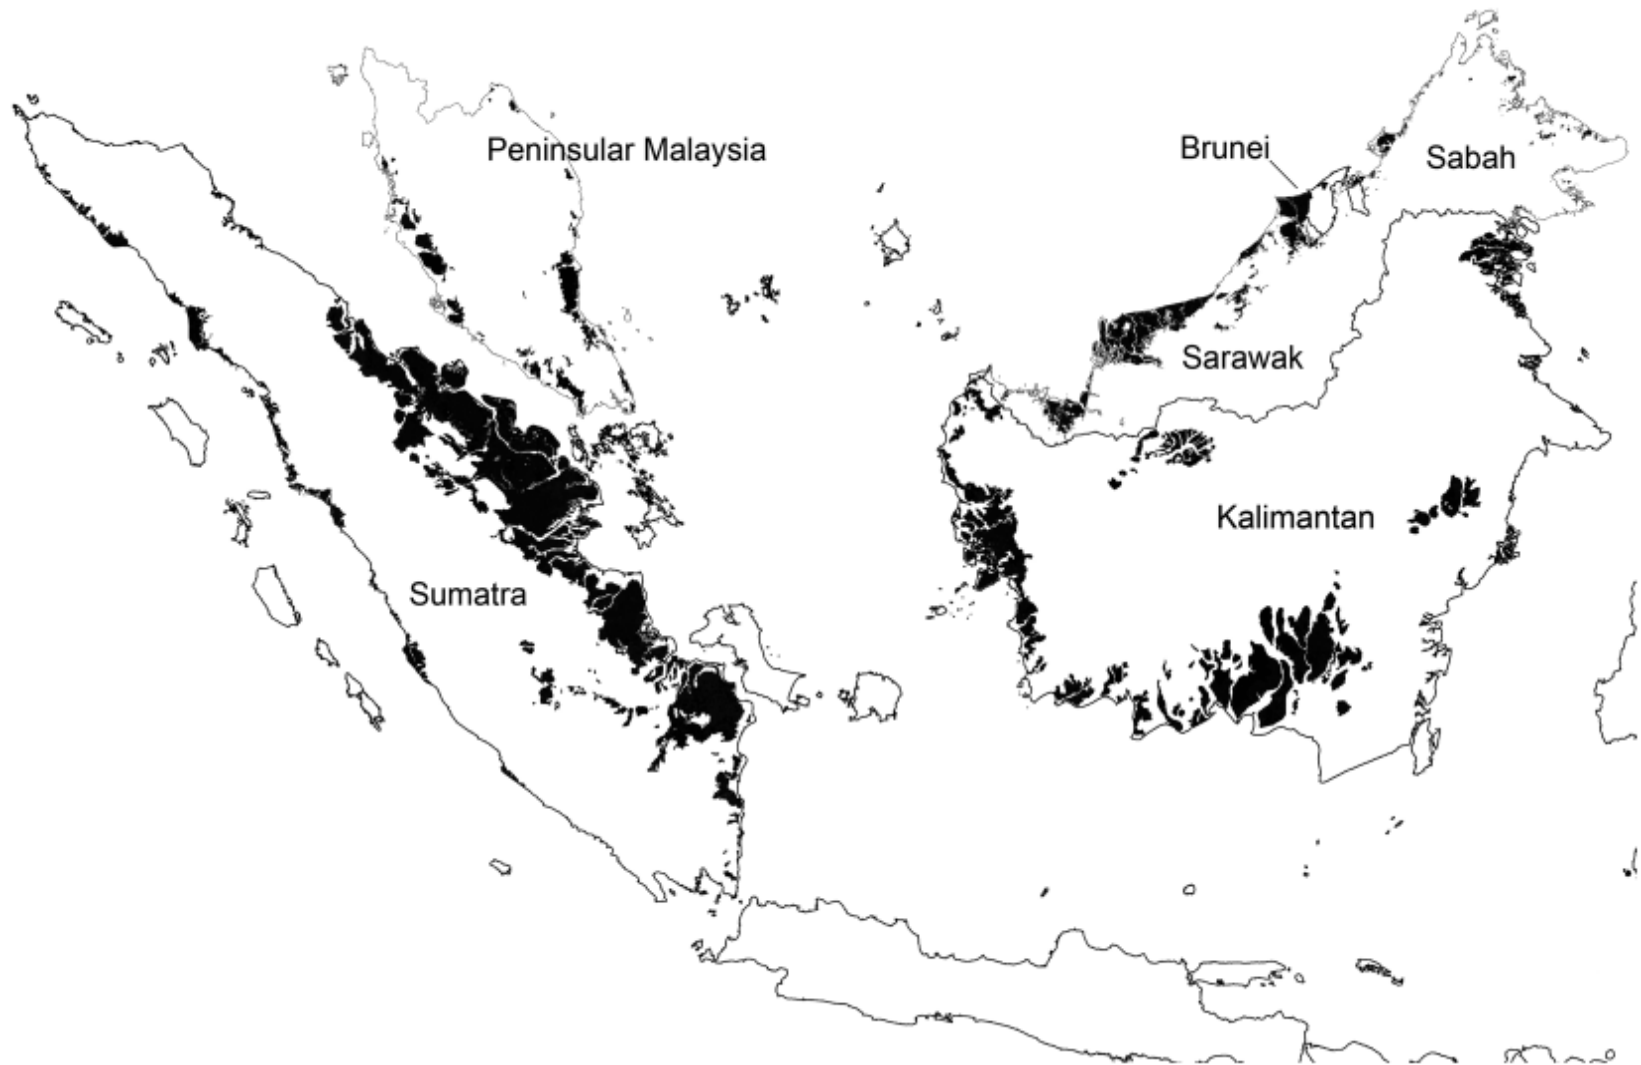 Peninsular Malaysia
Brunei
Sabah
Sarawak
Kalimantan
Sumatra